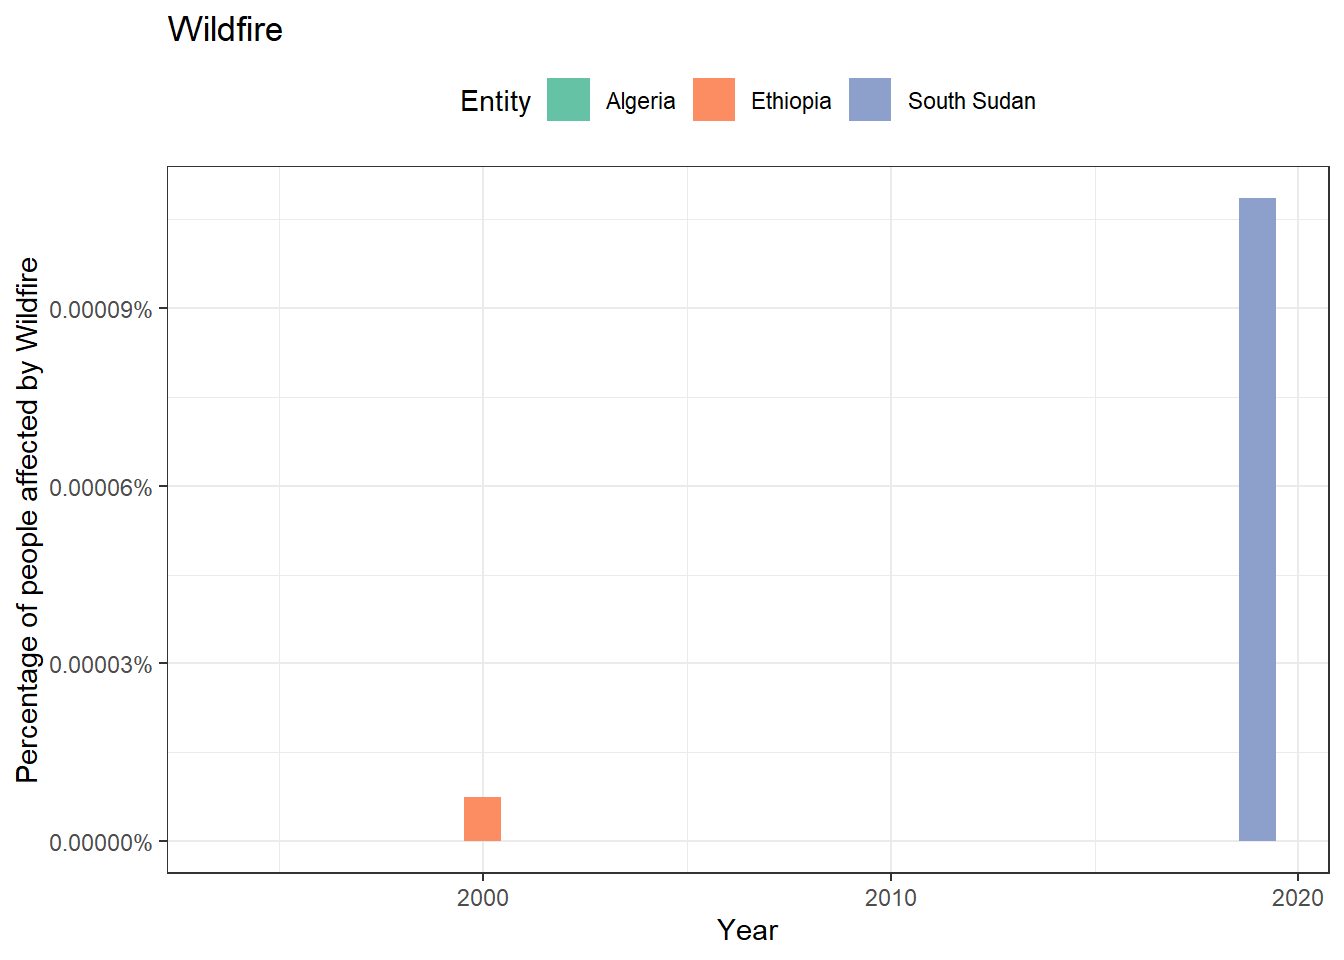 Wildfire
Entity Algeria Ethiopia South Sudan
Percentage of people affected by Wildfire
0.00009%
0.00006%
0.00003%
0.00000%
2000 2010 2020
Year